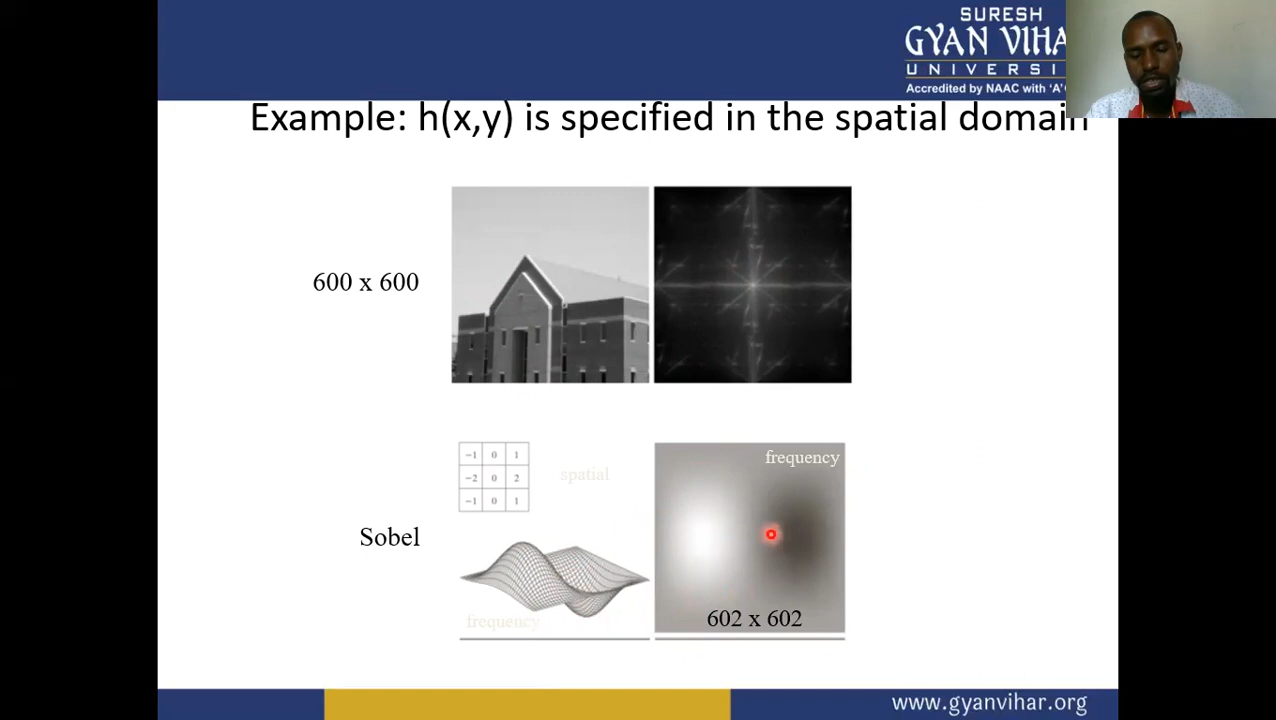 SURESH
GYAN VIHA
UNIVERSI
Accredited by NAAC with 'A'
Example: h(x,y) is specified in the spatial domain
600 x 600
-1 0 1
-2 0 2
-1 0 1
spatial
frequency
Sobel
frequency
602 x 602
www.gyanvihar.org